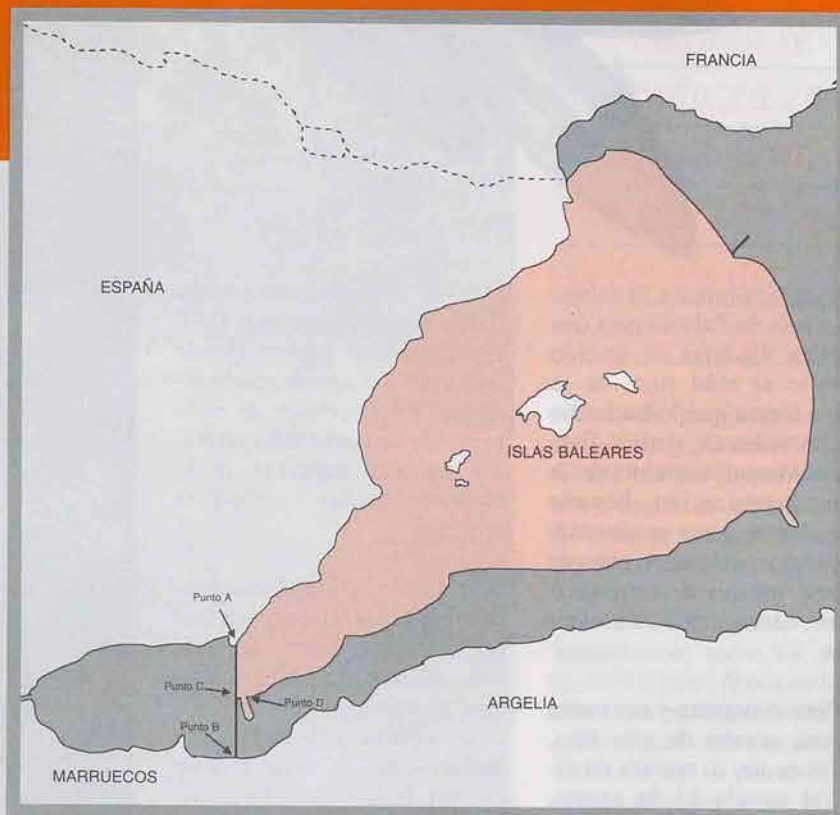 FRANCIA
ESPAÑA
ISLAS BALEARES
Punto A
Punto C
Punto D
ARGELIA
Punto B
MARRUECOS